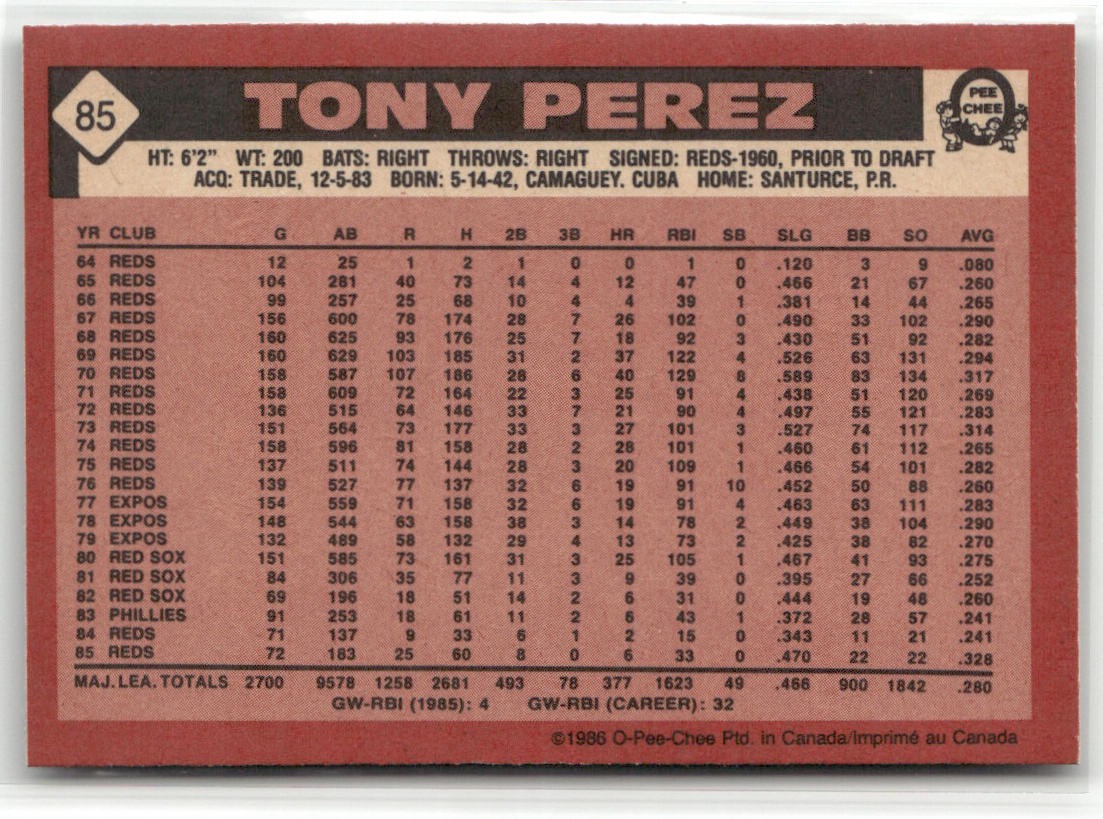 85
TONY PEREZ
PEE
CHEE
HT: 6'2" WT: 200 BATS: RIGHT THROWS: RIGHT SIGNED: REDS-1960, PRIOR TO DRAFT
ACQ: TRADE, 12-5-83 BORN: 5-14-42, CAMAGUEY. CUBA HOME: SANTURCE, P.R.
YR CLUB G AB R H 2B 3B HR RBI SB SLG BB SO AVG
64 REDS 12 25 1 2 1 0 0 1 0 .120 3 9 .080
65 REDS 104 281 40 73 14 4 12 47 0 .466 21 67 .260
66 REDS 99 257 25 68 10 4 4 39 1 .381 14 44 .265
67 REDS 156 600 78 174 28 7 26 102 0 .490 33 102 .290
68 REDS 160 625 93 176 25 7 18 92 3 .430 51 92 .282
69 REDS 160 629 103 185 31 2 37 122 4 .526 63 131 .294
70 REDS 158 587 107 186 28 6 40 129 8 .589 83 134 .317
71 REDS 158 609 72 164 22 3 25 91 4 .438 51 120 .269
72 REDS 136 515 64 146 33 7 21 90 4 .497 55 121 .283
73 REDS 151 564 73 177 33 3 27 101 3 .527 74 117 .314
74 REDS 158 596 81 158 28 2 28 101 1 .460 61 112 .265
75 REDS 137 511 74 144 28 3 20 109 1 .466 54 101 .282
76 REDS 139 527 77 137 32 6 19 91 10 .452 50 88 .260
77 EXPOS 154 559 71 158 32 6 19 91 4 .463 63 111 .283
78 EXPOS 148 544 63 158 38 3 14 78 2 .449 38 104 .290
79 EXPOS 132 489 58 132 29 4 13 73 2 .425 38 82 .270
80 RED SOX 151 585 73 161 31 3 25 105 1 .467 41 93 .275
81 RED SOX 84 306 35 77 11 3 9 39 0 .395 27 66 .252
82 RED SOX 69 196 18 51 14 2 6 31 0 .444 19 48 .260
83 PHILLIES 91 253 18 61 11 2 6 43 1 .372 28 57 .241
84 REDS 71 137 9 33 6 1 2 15 0 .343 11 21 .241
85 REDS 72 183 25 60 8 0 6 33 0 .470 22 22 .328
MAJ. LEA. TOTALS 2700 9578 1258 2681 493 78 377 1623 49 .466 900 1842 .280
GW-RBI (1985): 4 GW-RBI (CAREER): 32
©1986 O-Pee-Chee Ptd. in Canada/Imprimé au Canada